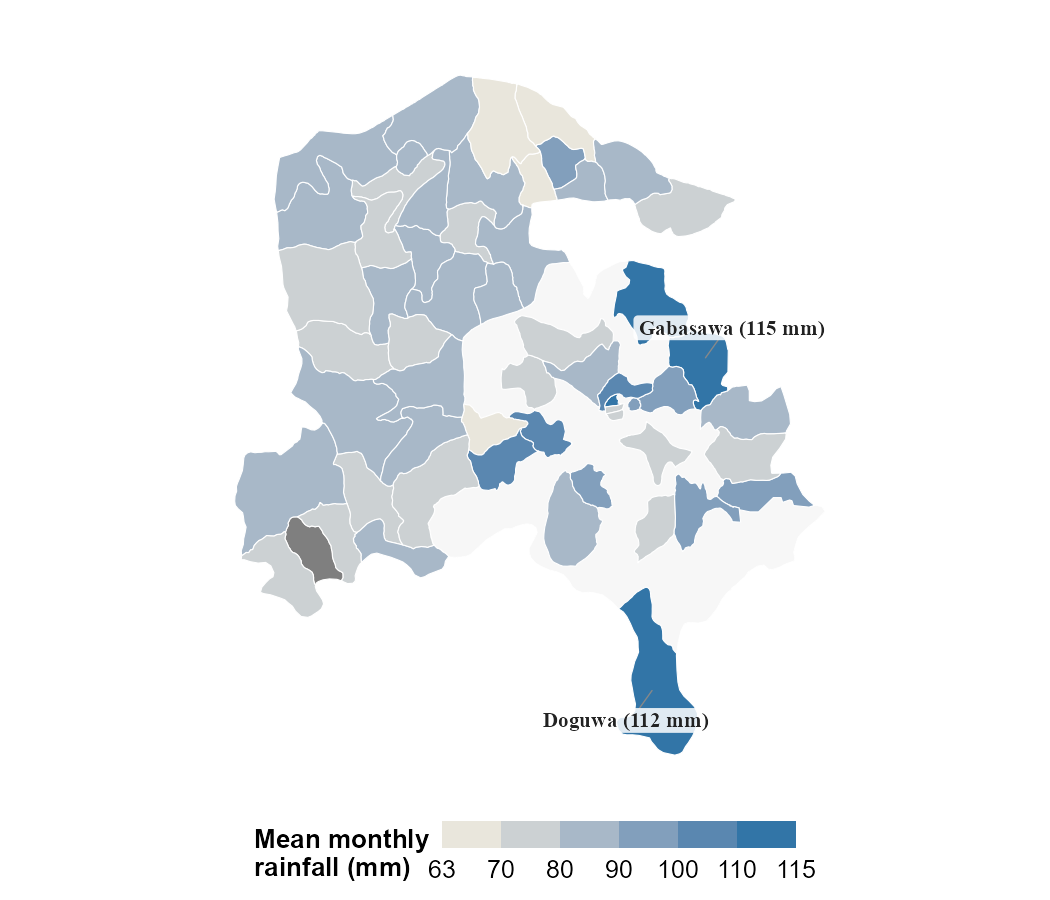 Gabasawa (115 mm)
Doguwa (112 mm)
Mean monthly
rainfall (mm)
63 70 80 90 100 110 115